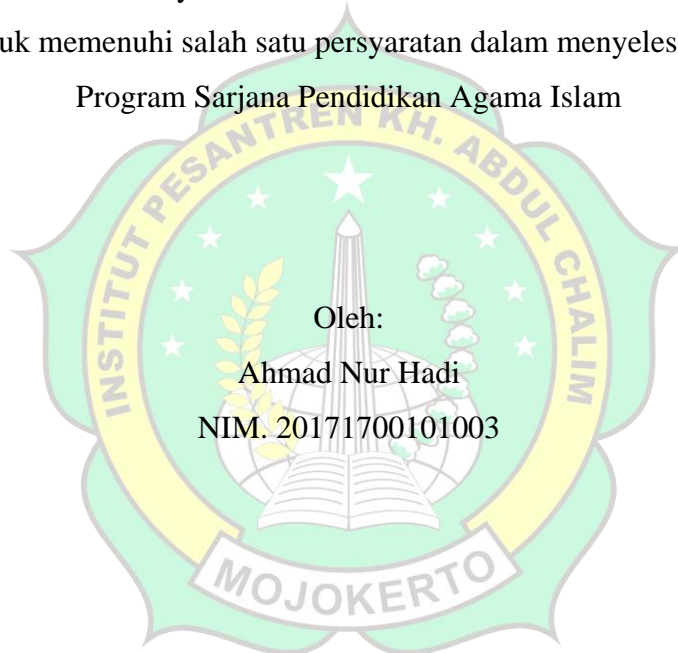 uk memenuhi salah satu persyaratan dalam menyeles
Program Sarjana Pendidikan Agama Islam
INSTITUT PESANTREN KH. ABDUL CHALIM
Oleh:
Ahmad Nur Hadi
NIM. 20171700101003
MOJOKERTO